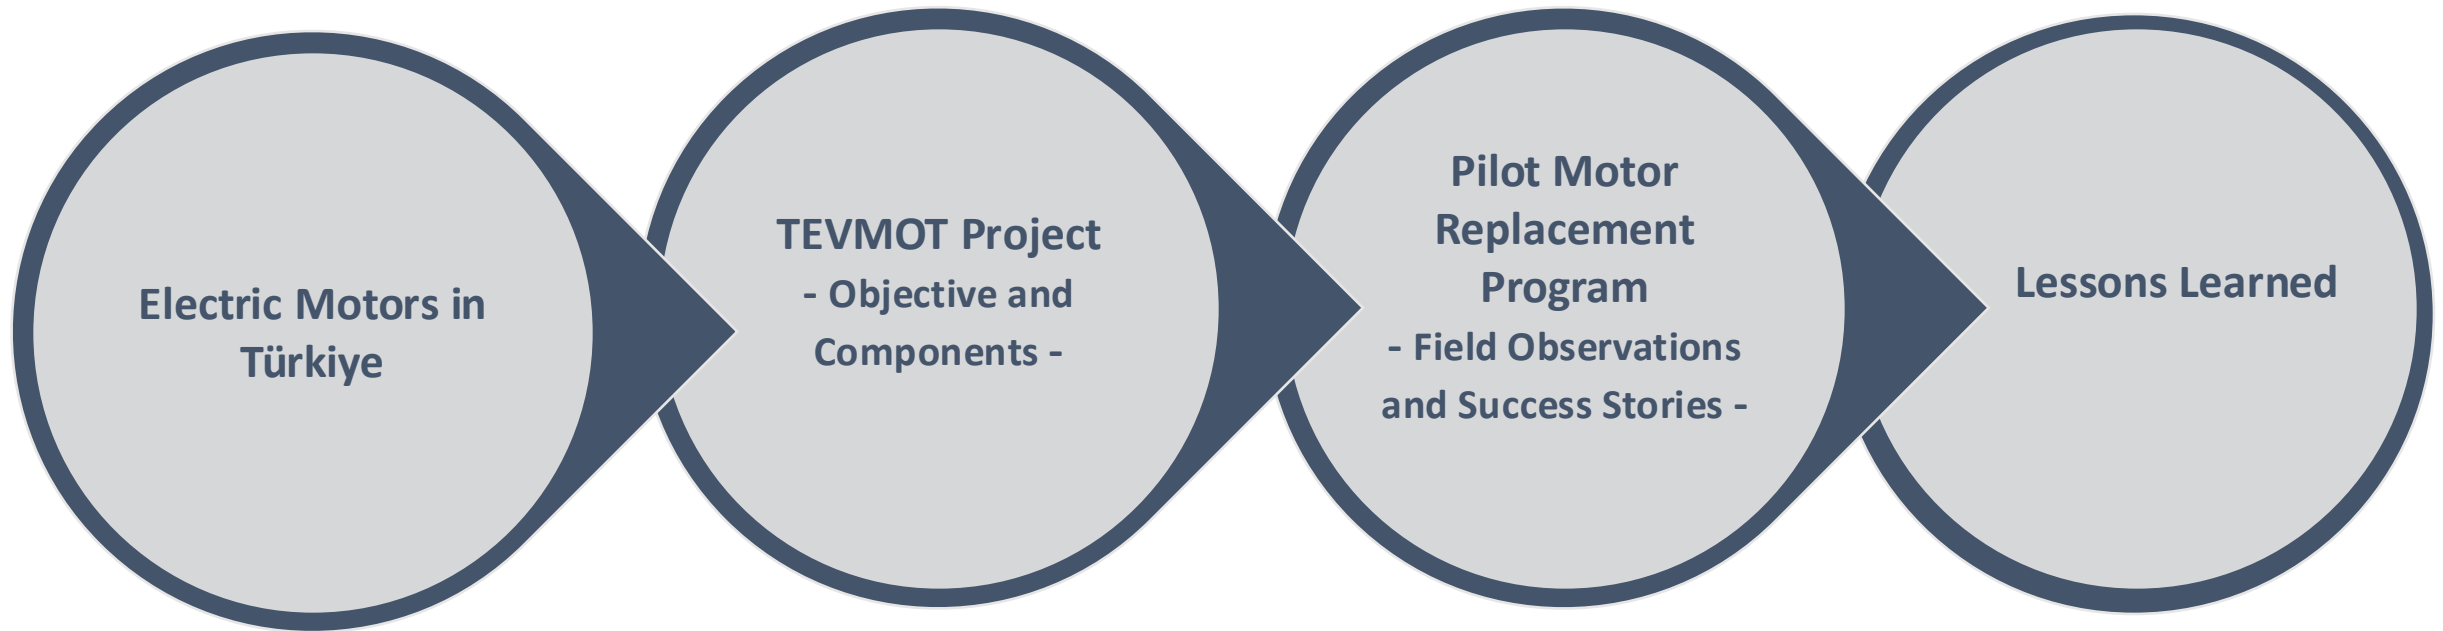 Electric Motors in
Türkiye
TEVMOT Project
- Objective and
Components -
Pilot Motor
Replacement
Program
- Field Observations
and Success Stories -
Lessons Learned